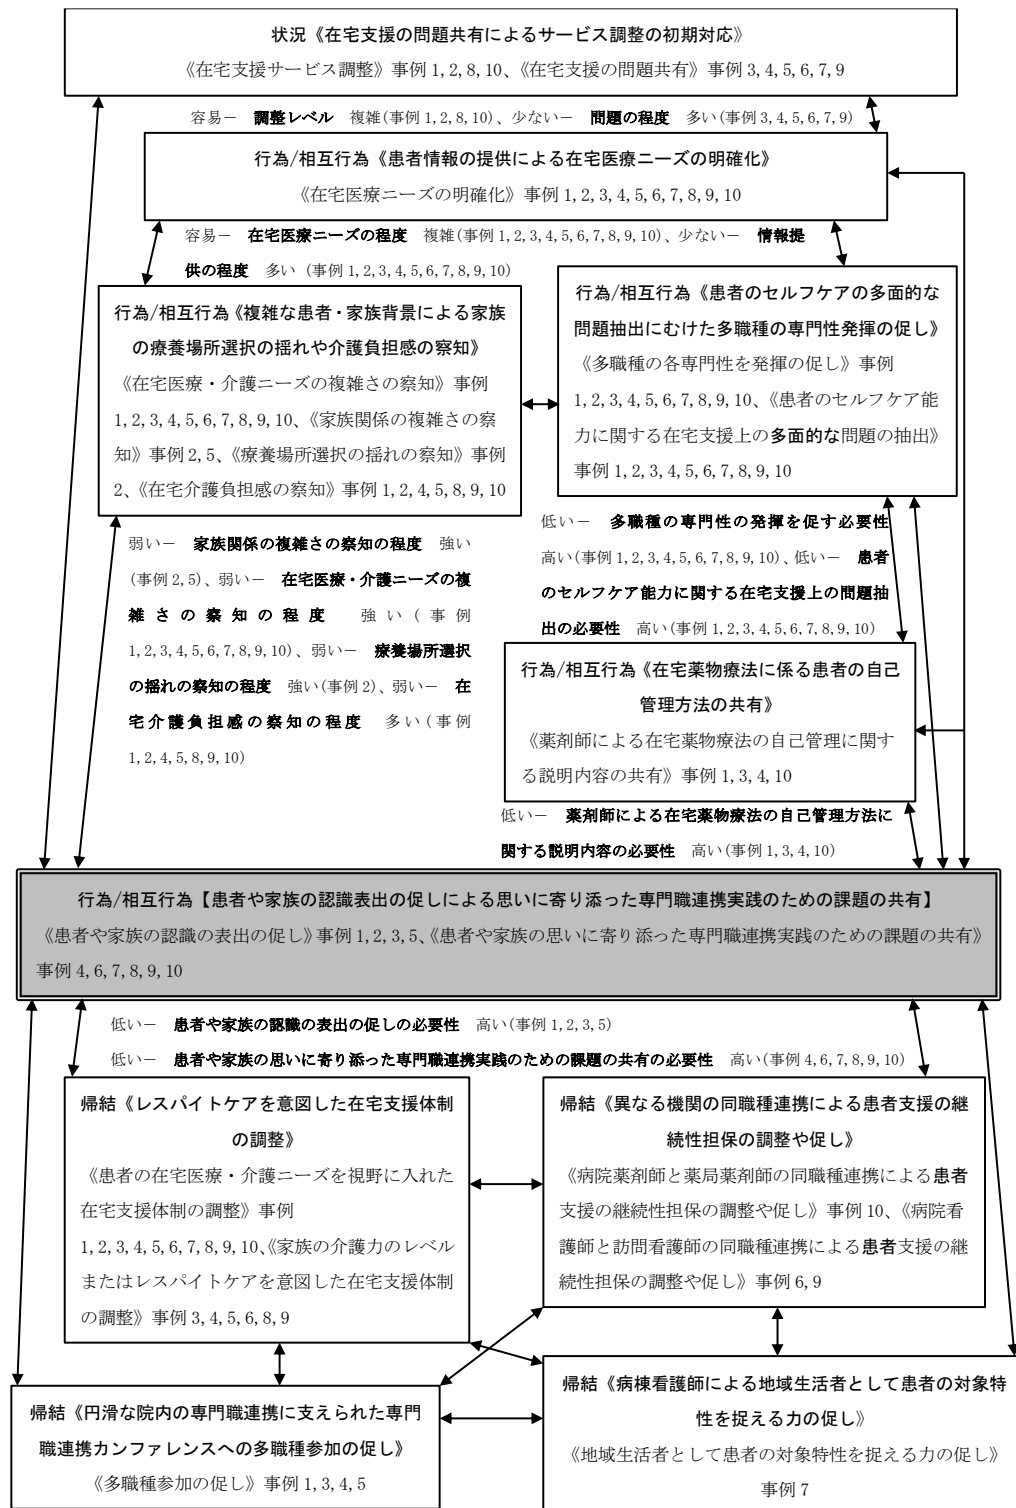 状況《在宅支援の問題共有によるサービス調整の初期対応》
《在宅支援サービス調整》事例 1,2,8,10、《在宅支援の問題共有》事例 3,4,5,6,7,9
容易－ 調整レベル 複雑(事例 1,2,8,10)、少ない－ 問題の程度 多い(事例 3,4,5,6,7,9)
行為/相互行為《患者情報の提供による在宅医療ニーズの明確化》
《在宅医療ニーズの明確化》事例 1,2,3,4,5,6,7,8,9,10
容易－ 在宅医療ニーズの程度 複雑(事例 1,2,3,4,5,6,7,8,9,10)、少ない－ 情報提
供の程度 多い (事例 1,2,3,4,5,6,7,8,9,10)
行為/相互行為《複雑な患者・家族背景による家族
の療養場所選択の揺れや介護負担感の察知》
《在宅医療・介護ニーズの複雑さの察知》事例
1,2,3,4,5,6,7,8,9,10、《家族関係の複雑さの察
知》事例 2,5、《療養場所選択の揺れの察知》事例
2、《在宅介護負担感の察知》事例 1,2,4,5,8,9,10
行為/相互行為《患者のセルフケアの多面的な
問題抽出にむけた多職種の専門性発揮の促し》
《多職種の各専門性を発揮の促し》事例
1,2,3,4,5,6,7,8,9,10、《患者のセルフケア能
力に関する在宅支援上の多面的な問題の抽出》
事例 1,2,3,4,5,6,7,8,9,10
弱い－ 家族関係の複雑さの察知の程度 強い
(事例 2,5)、弱い－ 在宅医療・介護ニーズの複
雑さの察知の程度 強い(事例
1,2,3,4,5,6,7,8,9,10)、弱い－ 療養場所選択
の揺れの察知の程度 強い(事例 2)、弱い－ 在
宅介護負担感の察知の程度 多い(事例
1,2,4,5,8,9,10)
低い－ 多職種の専門性の発揮を促す必要性
高い(事例 1,2,3,4,5,6,7,8,9,10)、低い－ 患者
のセルフケア能力に関する在宅支援上の問題抽
出の必要性 高い(事例 1,2,3,4,5,6,7,8,9,10)
行為/相互行為《在宅薬物療法に係る患者の自己
管理方法の共有》
《薬剤師による在宅薬物療法の自己管理に関す
る説明内容の共有》事例 1,3,4,10
低い－ 薬剤師による在宅薬物療法の自己管理方法に
関する説明内容の必要性 高い(事例 1,3,4,10)
行為/相互行為【患者や家族の認識表出の促しによる思いに寄り添った専門職連携実践のための課題の共有】
《患者や家族の認識の表出の促し》事例 1,2,3,5、《患者や家族の思いに寄り添った専門職連携実践のための課題の共有》
事例 4,6,7,8,9,10
低い－ 患者や家族の認識の表出の促しの必要性 高い(事例 1,2,3,5)
低い－ 患者や家族の思いに寄り添った専門職連携実践のための課題の共有の必要性 高い(事例 4,6,7,8,9,10)
帰結《レスパイトケアを意図した在宅支援体制
の調整》
《患者の在宅医療・介護ニーズを視野に入れた
在宅支援体制の調整》事例
1,2,3,4,5,6,7,8,9,10、《家族の介護力のレベル
またはレスパイトケアを意図した在宅支援体制
の調整》事例 3,4,5,6,8,9
帰結《異なる機関の同職種連携による患者支援の継
続性担保の調整や促し》
《病院薬剤師と薬局薬剤師の同職種連携による患者
支援の継続性担保の調整や促し》事例 10、《病院看
護師と訪問看護師の同職種連携による患者支援の継
続性担保の調整や促し》事例 6,9
帰結《円滑な院内の専門職連携に支えられた専門
職連携カンファレンスへの多職種参加の促し》
《多職種参加の促し》事例 1,3,4,5
帰結《病棟看護師による地域生活者として患者の対象特
性を捉える力の促し》
《地域生活者として患者の対象特性を捉える力の促し》
事例 7